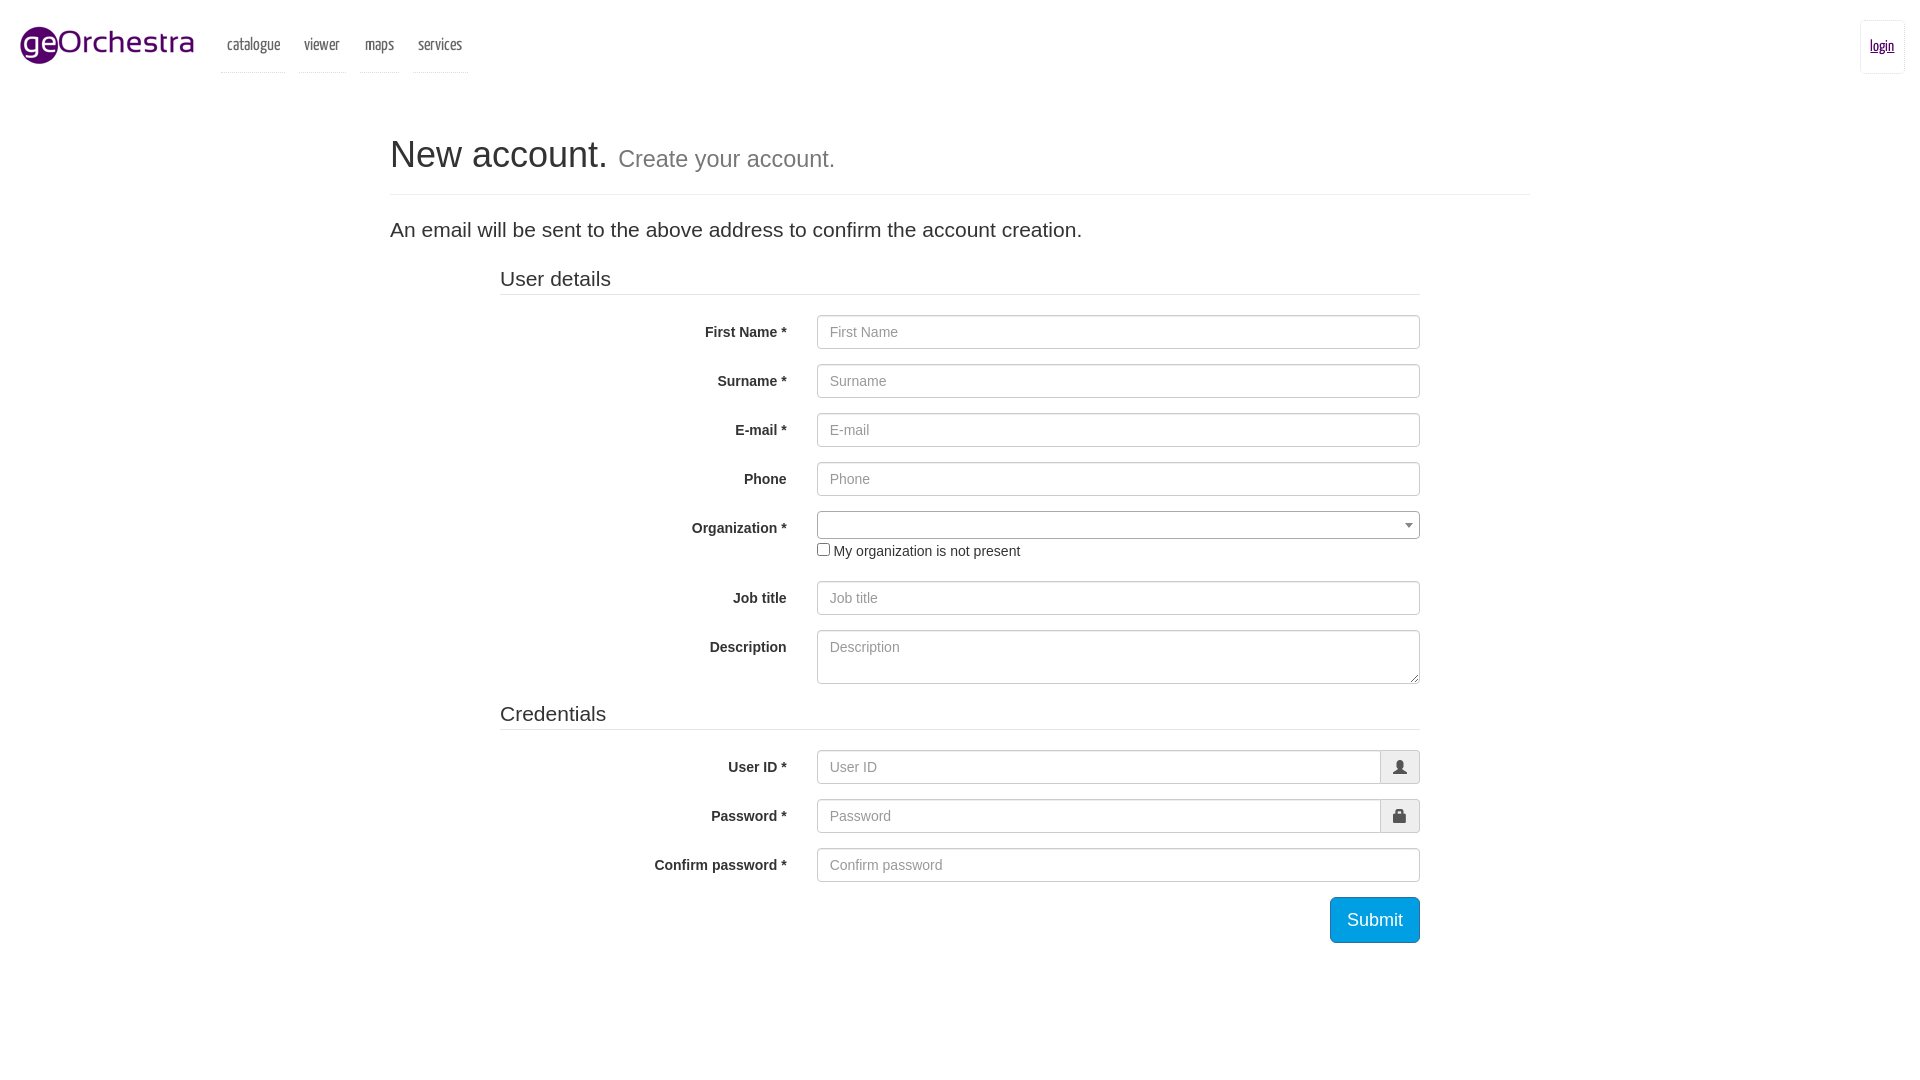 geOrchestra
catalogue viewer maps services
login
New account. Create your account.
An email will be sent to the above address to confirm the account creation.
User details
First Name * First Name
Surname * Surname
E-mail * E-mail
Phone Phone
Organization *
My organization is not present
Job title Job title
Description Description
Credentials
User ID * User ID
Password * Password
Confirm password * Confirm password
Submit